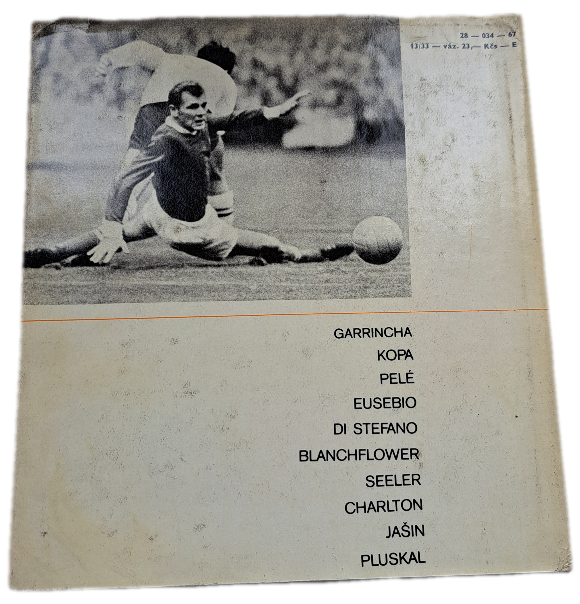 28 — 034 — 67
13/33 — váz. 23,— Kčs — E
GARRINCHA
KOPA
PELÉ
EUSEBIO
DI STEFANO
BLANCHFLOWER
SEELER
CHARLTON
JAŠIN
PLUSKAL